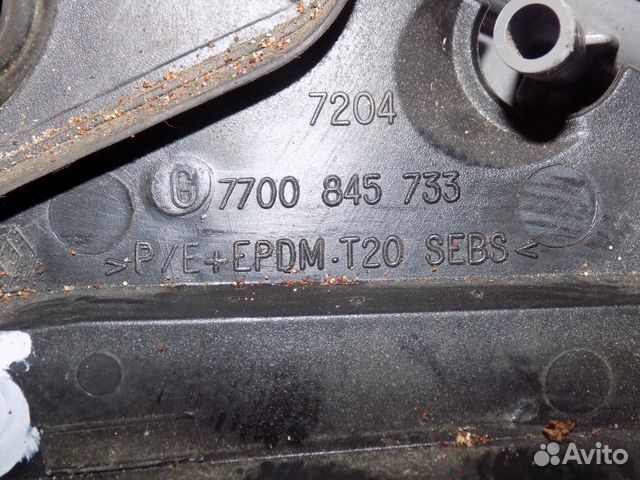 7204
G 7700 845 733
>P/E+EPDM·T20 SEBS<
Avito